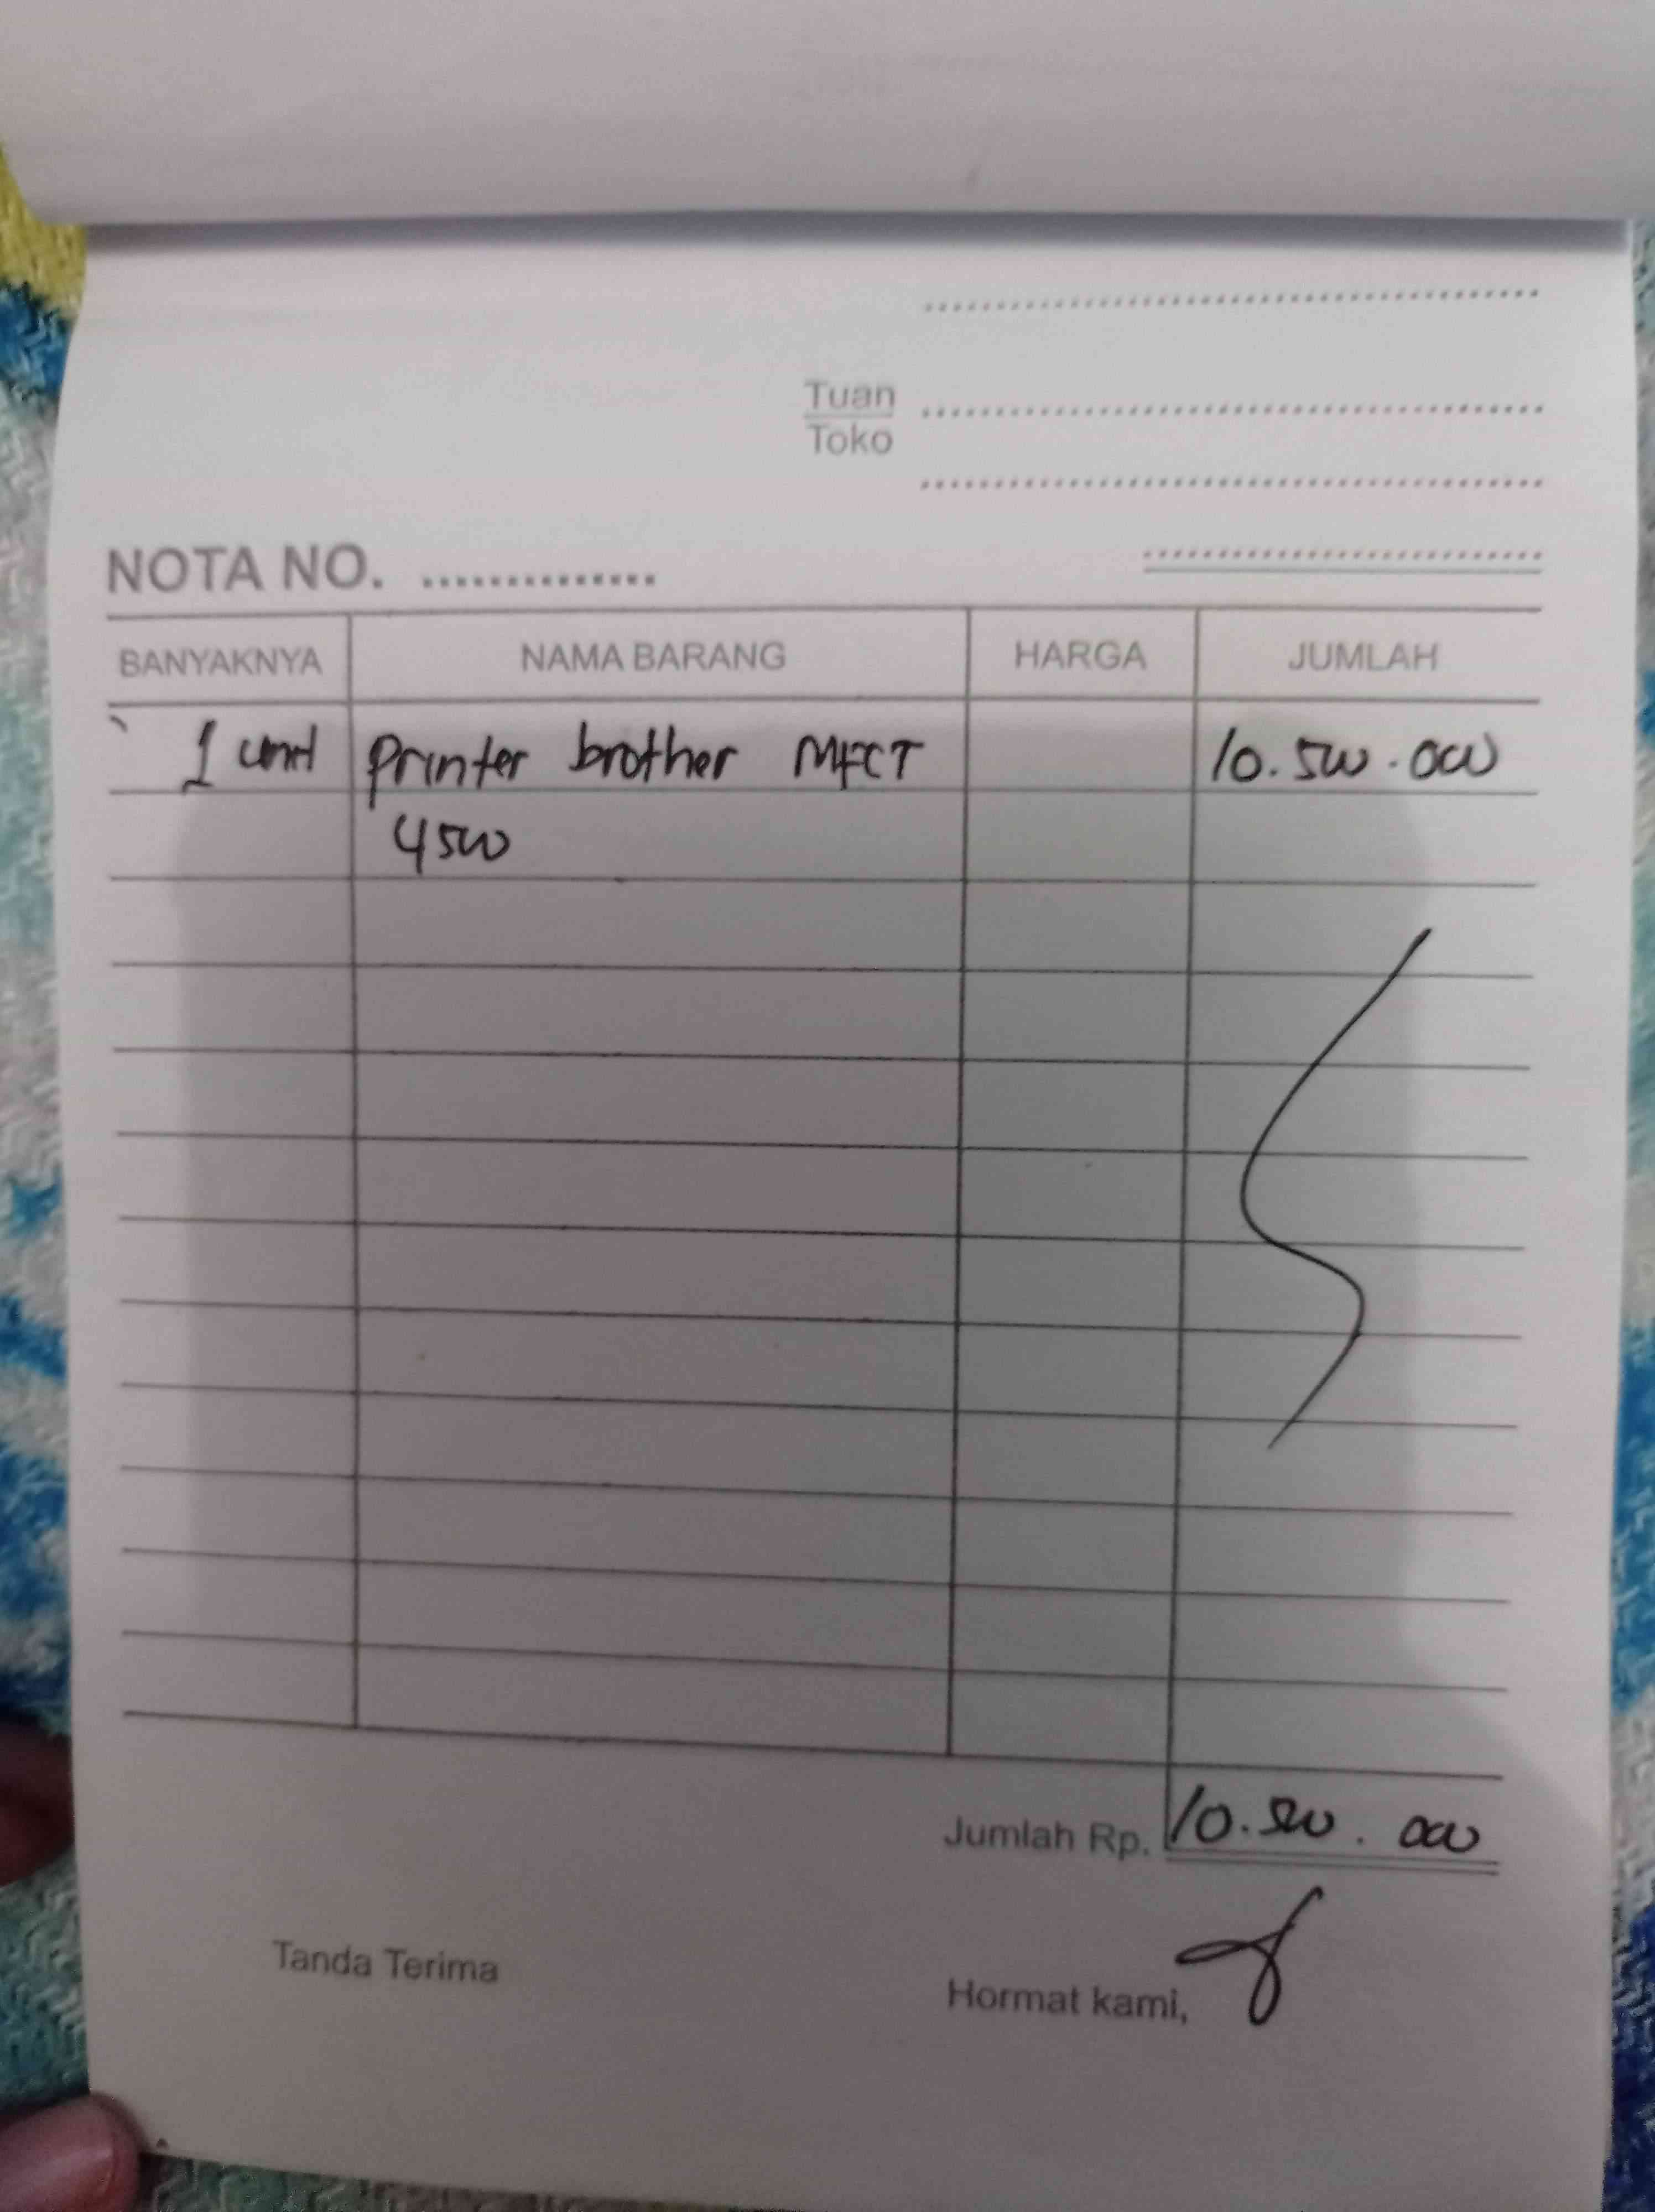 Tuan
Toko
NOTA NO. ..............
BANYAKNYA NAMA BARANG HARGA JUMLAH
1 unit Printer brother MFCT 10.500.000
4500
Jumlah Rp. 10.500.000
Tanda Terima
Hormat kami,